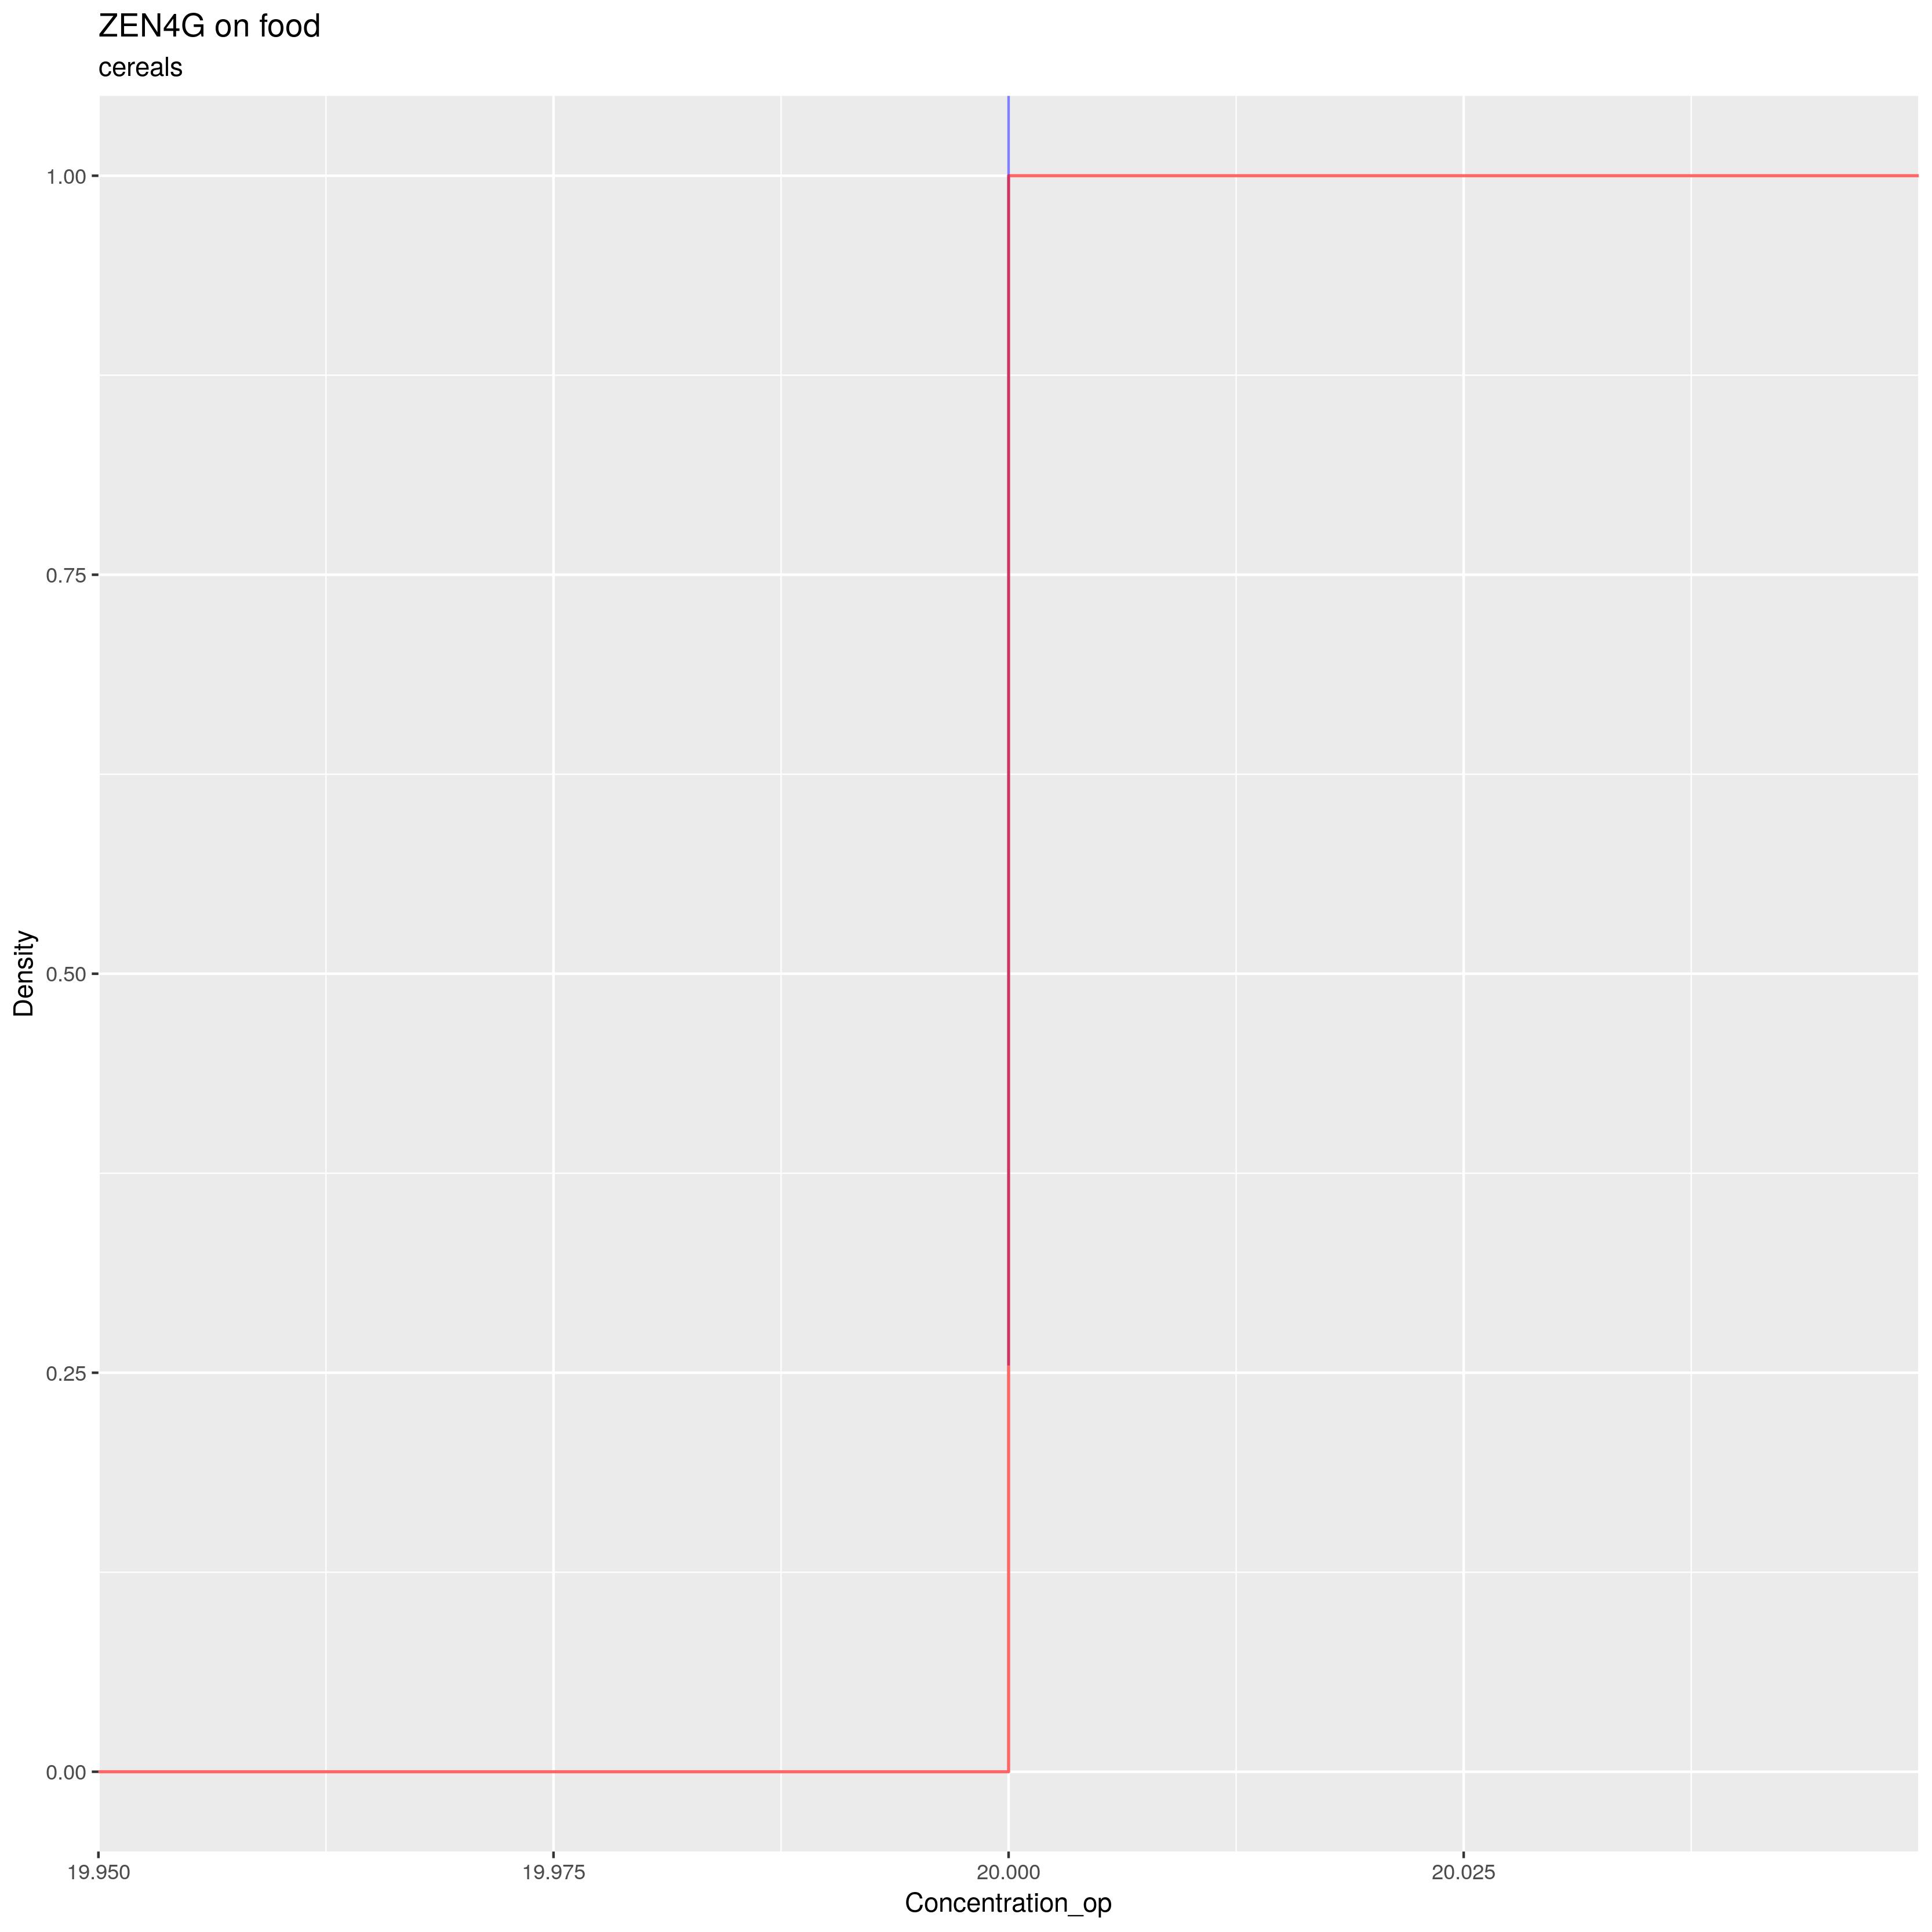 ZEN4G on food
cereals
1.00
0.75
0.50
0.25
0.00
Density
19.950
19.975
20.000
20.025
Concentration_op